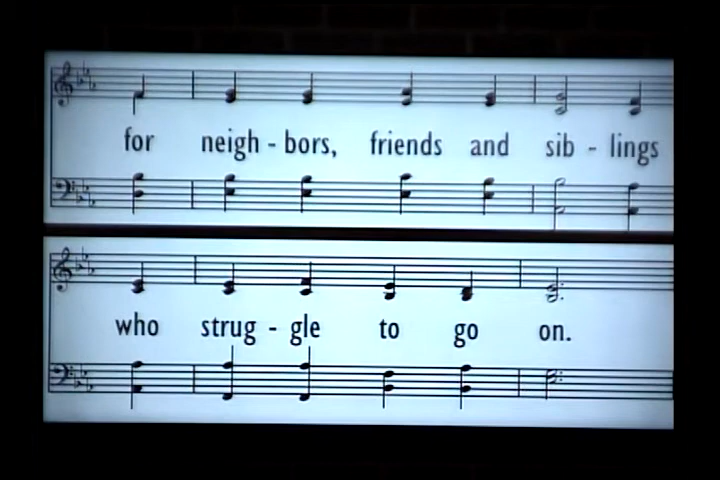 for neigh - bors, friends and sib - lings
who strug - gle to go on.